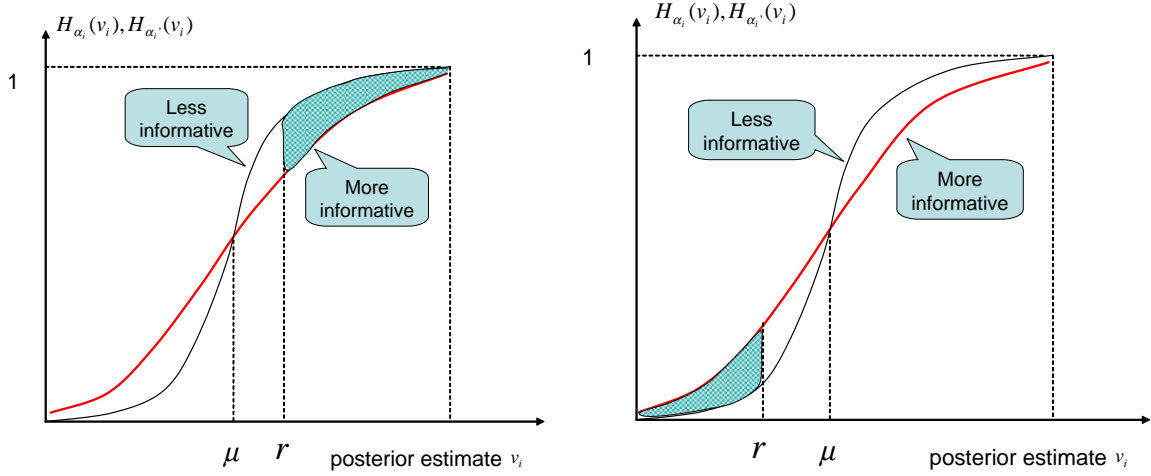 H_{α_i}(v_i), H_{α_i'}(v_i)
1
Less
informative
More
informative
μ
r
posterior estimate v_i
H_{α_i}(v_i), H_{α_i'}(v_i)
1
Less
informative
More
informative
r
μ
posterior estimate v_i